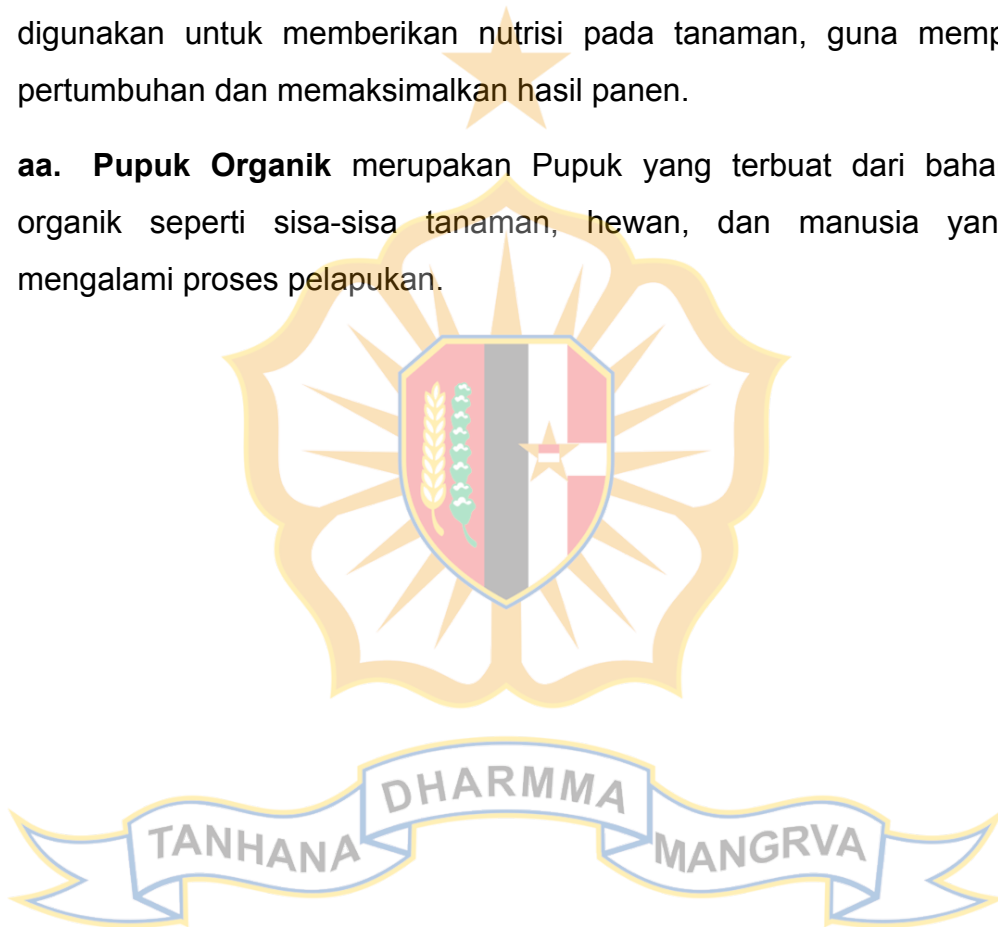 digunakan untuk memberikan nutrisi pada tanaman, guna memp
pertumbuhan dan memaksimalkan hasil panen.
aa. Pupuk Organik merupakan Pupuk yang terbuat dari baha
organik seperti sisa-sisa tanaman, hewan, dan manusia yan
mengalami proses pelapukan.
TANHANA DHARMMA MANGRVA